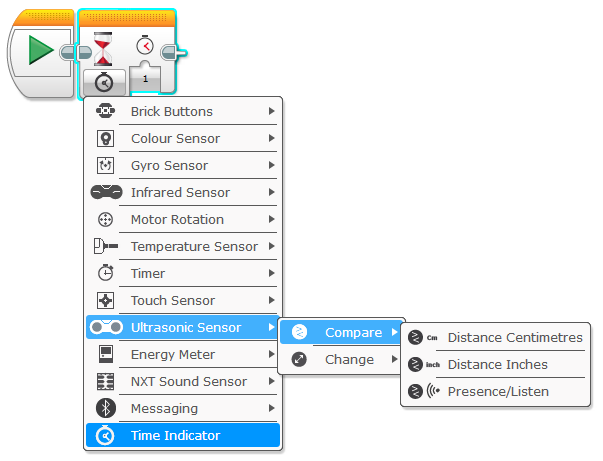 1
Brick Buttons
Colour Sensor
Gyro Sensor
Infrared Sensor
Motor Rotation
Temperature Sensor
Timer
Touch Sensor
Ultrasonic Sensor
Energy Meter
NXT Sound Sensor
Messaging
Time Indicator
Compare
Change
Cm Distance Centimetres
inch Distance Inches
Presence/Listen